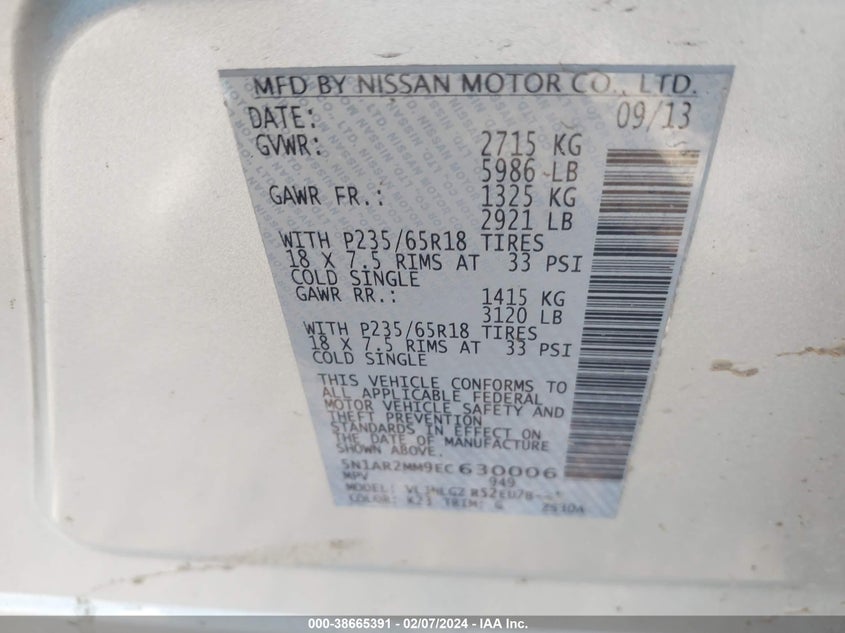 MFD BY NISSAN MOTOR CO., LTD.
DATE: 09/13
GVWR: 2715 KG
5986 LB
GAWR FR.: 1325 KG
2921 LB
WITH P235/65R18 TIRES
18 X 7.5 RIMS AT 33 PSI
COLD SINGLE
GAWR RR.: 1415 KG
3120 LB
WITH P235/65R18 TIRES
18 X 7.5 RIMS AT 33 PSI
COLD SINGLE
THIS VEHICLE CONFORMS TO
ALL APPLICABLE FEDERAL
MOTOR VEHICLE SAFETY AND
THEFT PREVENTION
STANDARDS IN EFFECT ON
THE DATE OF MANUFACTURE
SHOWN ABOVE.
5N1AR2MM9EC630006
MPV 949
MODEL:
COLOR: K23 TRIM: G
000-38665391 - 02/07/2024 - IAA Inc.